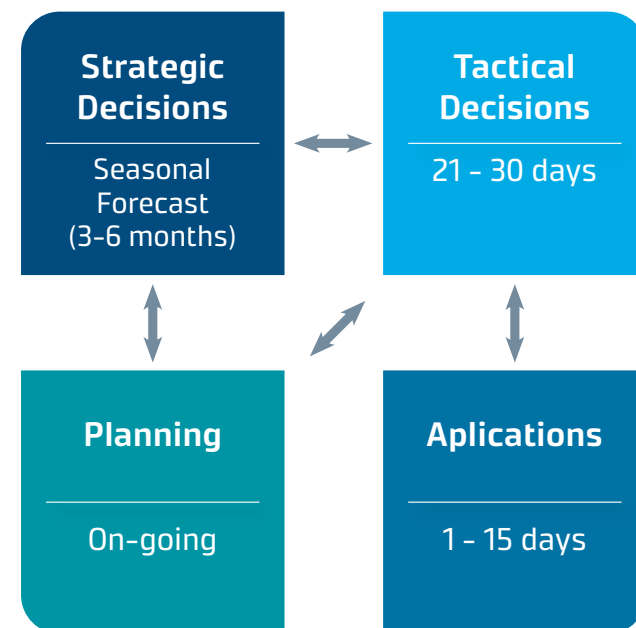 Strategic
Decisions
Seasonal
Forecast
(3-6 months)
Tactical
Decisions
21 - 30 days
Planning
On-going
Aplications
1 - 15 days